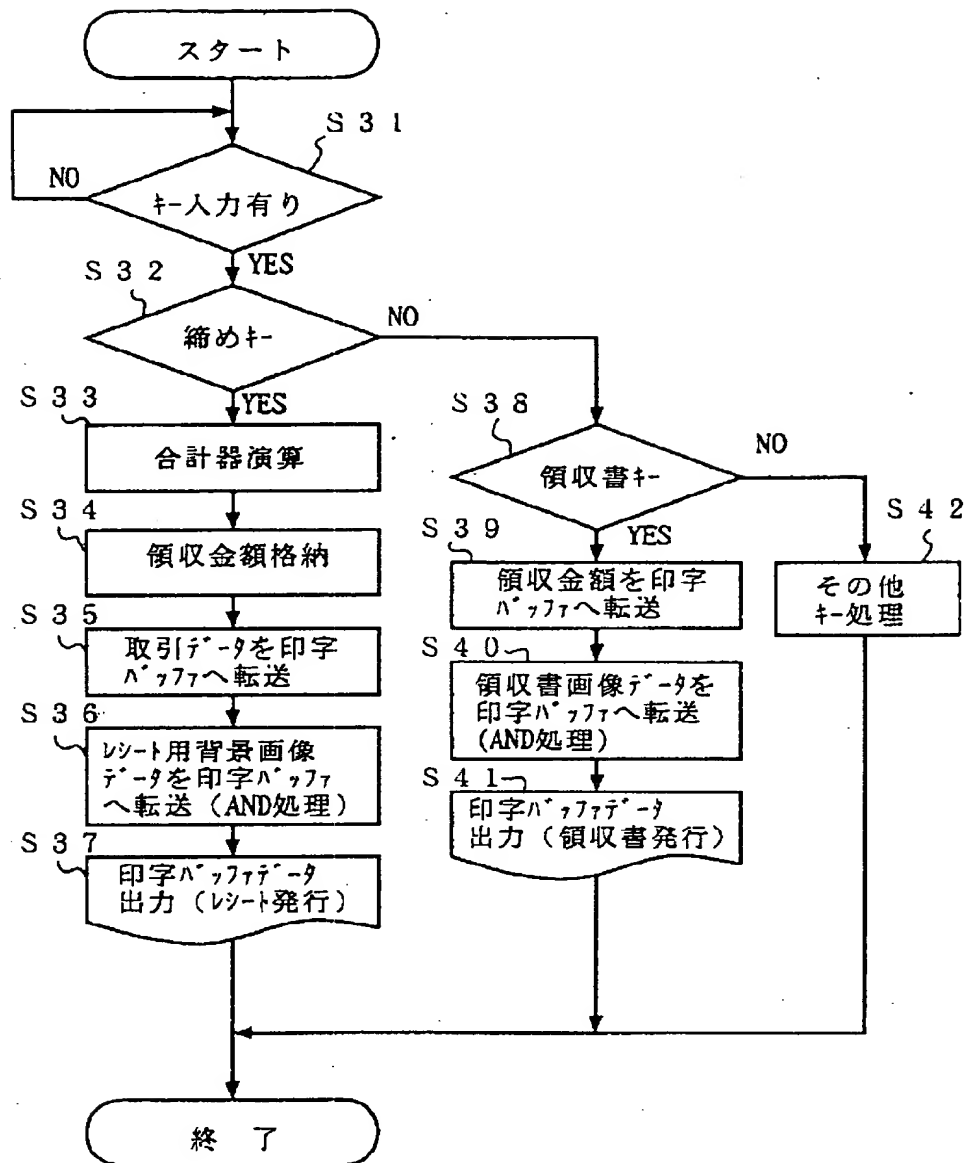 スタート
S31
NO
キー入力有り
YES
S32
NO
締めキー
YES
S33
合計器演算
S34
領収金額格納
S35
取引データを印字
バッファへ転送
S36
レシート用背景画像
データを印字バッファ
へ転送(AND処理)
S37
印字バッファデータ
出力(レシート発行)
S38
NO
領収書キー
YES
S39
領収金額を印字
バッファへ転送
S40
領収書画像データを
印字バッファへ転送
(AND処理)
S41
印字バッファデータ
出力(領収書発行)
S42
その他
キー処理
終了